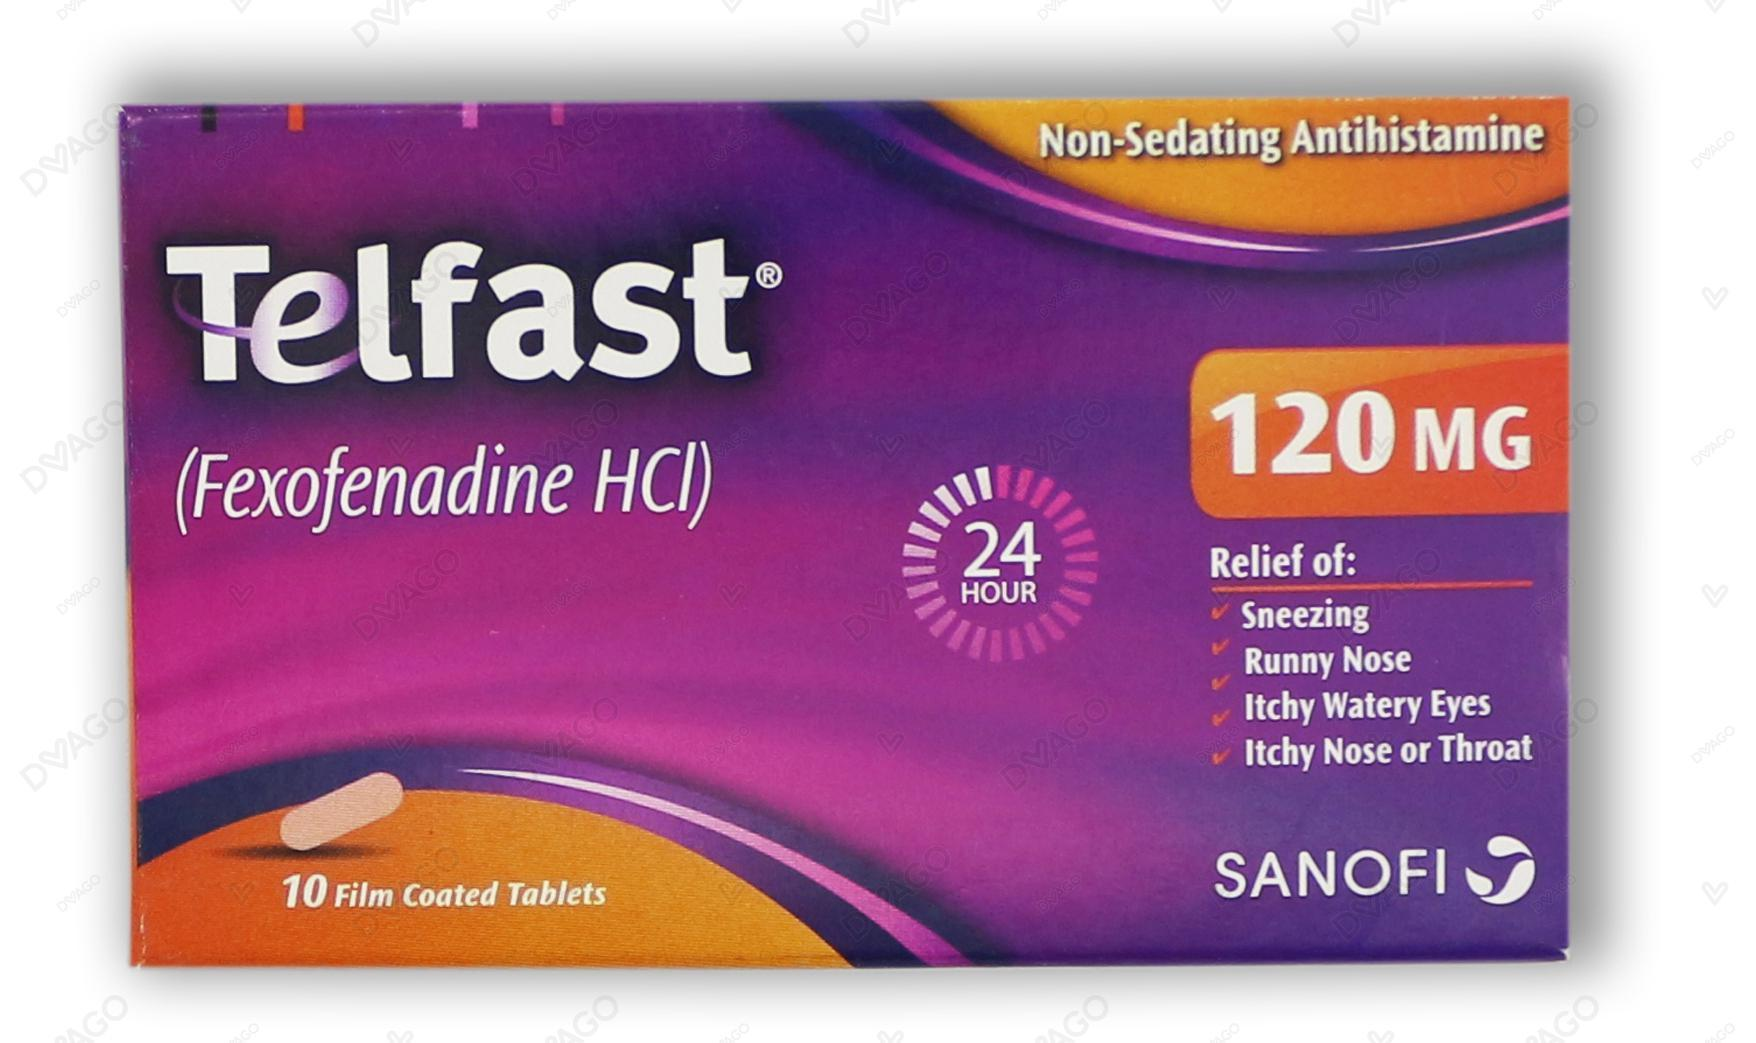 Non-Sedating Antihistamine
Telfast®
(Fexofenadine HCl)
120 MG
24
HOUR
Relief of:
Sneezing
Runny Nose
Itchy Watery Eyes
Itchy Nose or Throat
10 Film Coated Tablets
SANOFI
DVAGO